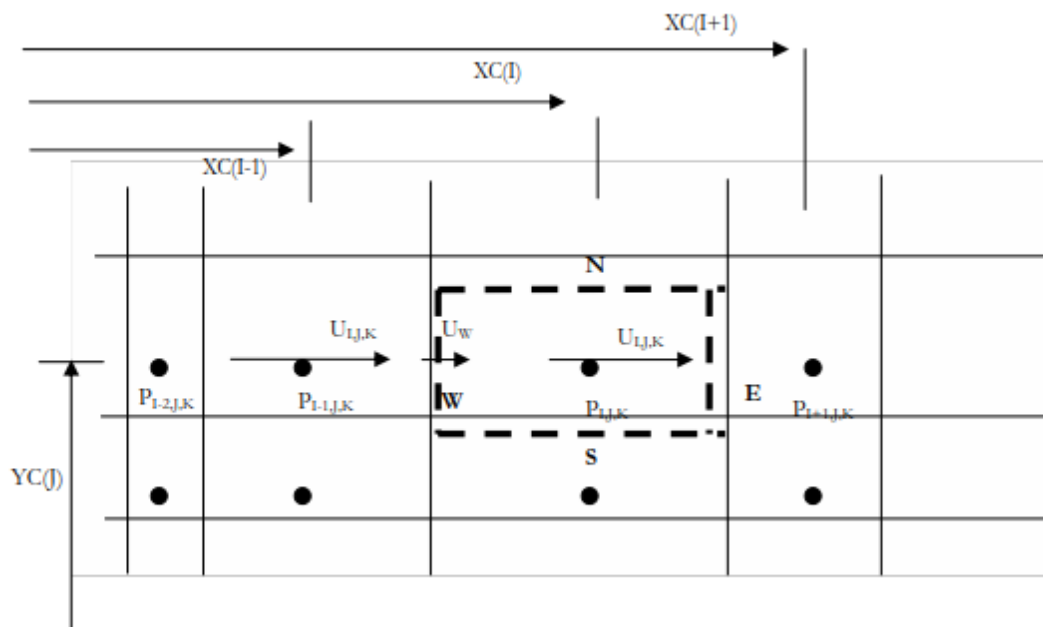 XC(I+1)
XC(I)
XC(I-1)
N
U_{I,J,K} U_W U_{I,J,K}
P_{I-2,J,K} P_{I-1,J,K} W P_{I,J,K} E P_{I+1,J,K}
S
YC(J)